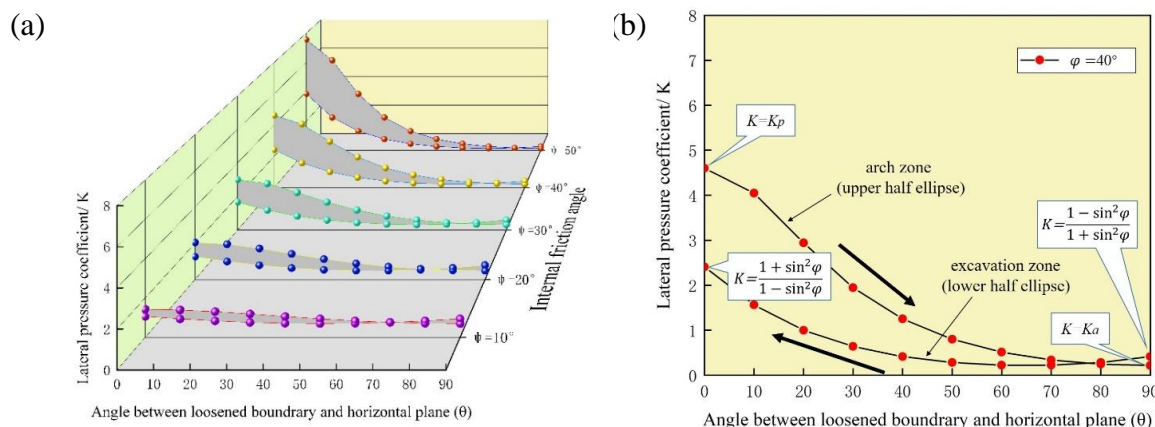 (a)
Lateral pressure coefficient/ K
8
6
4
2
0
0 10 20 30 40 50 60 70 80 90
Angle between loosened boundrary and horizontal plane (θ)
ψ=50°
ψ=40°
ψ=30°
ψ=20°
ψ=10°
Internal friction angle
(b)
Lateral pressure coefficient/ K
8
7
6
5
4
3
2
1
0
0 10 20 30 40 50 60 70 80 90
Angle between loosened boundrary and horizontal plane (θ)
φ=40°
K=Kp
arch zone
(upper half ellipse)
K=(1−sin²φ)/(1+sin²φ)
K=(1+sin²φ)/(1−sin²φ)
excavation zone
(lower half ellipse)
K=Ka